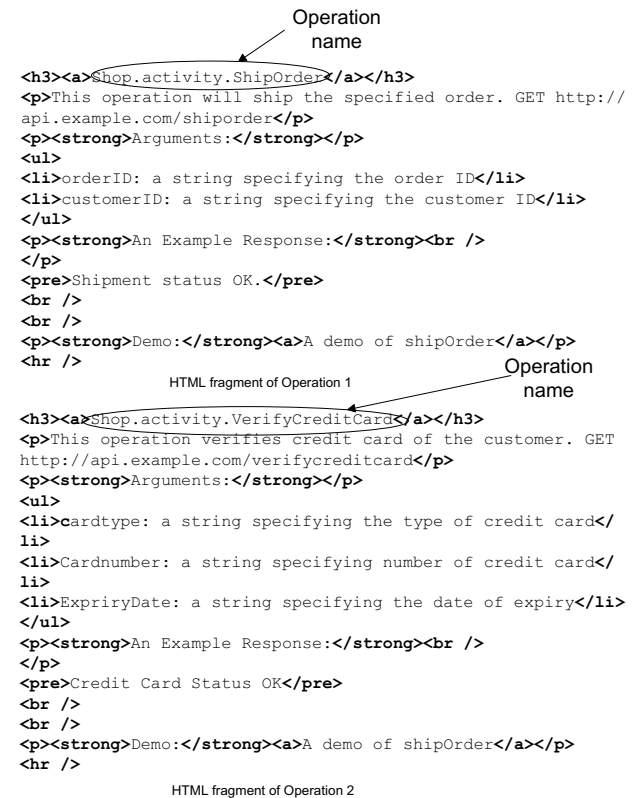 Operation
name
<h3><a>Shop.activity.ShipOrder</a></h3>
<p>This operation will ship the specified order. GET http://
api.example.com/shiporder</p>
<p><strong>Arguments:</strong></p>
<ul>
<li>orderID: a string specifying the order ID</li>
<li>customerID: a string specifying the customer ID</li>
</ul>
<p><strong>An Example Response:</strong><br />
</p>
<pre>Shipment status OK.</pre>
<br />
<br />
<p><strong>Demo:</strong><a>A demo of shipOrder</a></p>
<hr />
HTML fragment of Operation 1
Operation
name
<h3><a>Shop.activity.VerifyCreditCard</a></h3>
<p>This operation verifies credit card of the customer. GET
http://api.example.com/verifycreditcard</p>
<p><strong>Arguments:</strong></p>
<ul>
<li>cardtype: a string specifying the type of credit card</
li>
<li>Cardnumber: a string specifying number of credit card</
li>
<li>ExpriryDate: a string specifying the date of expiry</li>
</ul>
<p><strong>An Example Response:</strong><br />
</p>
<pre>Credit Card Status OK</pre>
<br />
<br />
<p><strong>Demo:</strong><a>A demo of shipOrder</a></p>
<hr />
HTML fragment of Operation 2